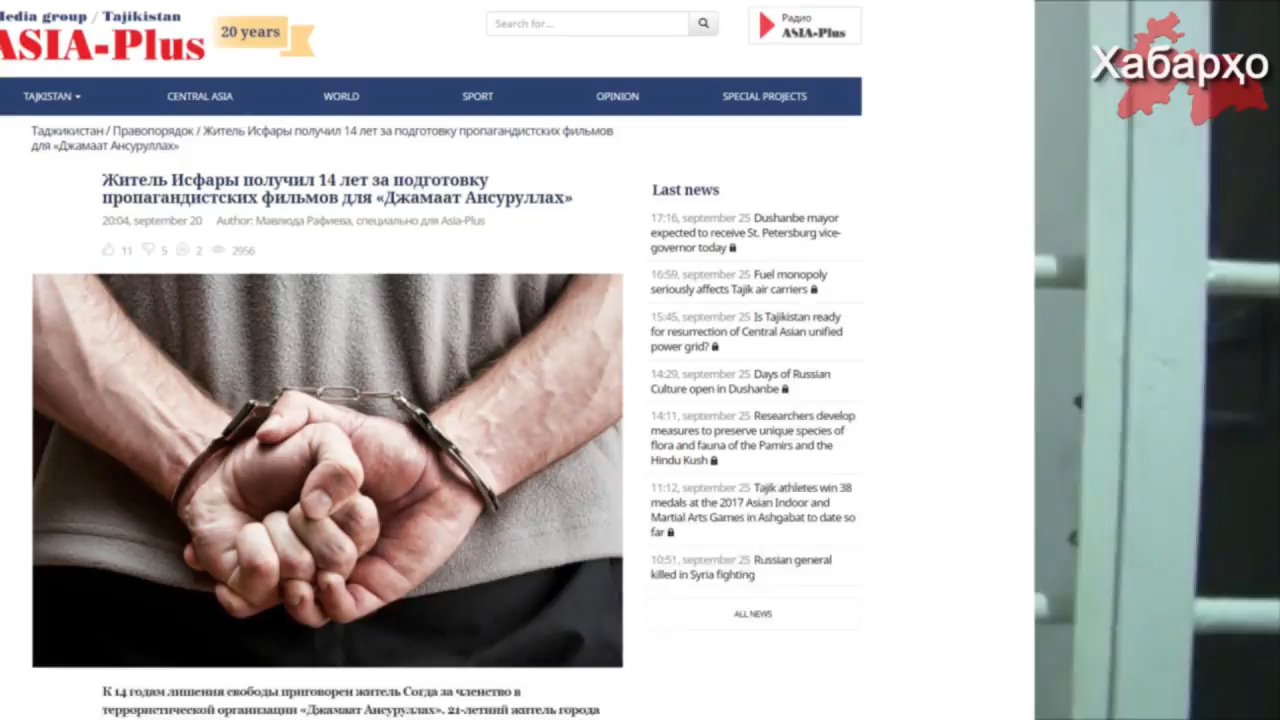 Media group / Tajikistan
ASIA-Plus
20 years
Search for...
Радио
ASIA-Plus
Хабарҳо
TAJIKISTAN
CENTRAL ASIA
WORLD
SPORT
OPINION
SPECIAL PROJECTS
Таджикистан / Правопорядок / Житель Исфары получил 14 лет за подготовку пропагандистских фильмов
для «Джамаат Ансуруллах»
Житель Исфары получил 14 лет за подготовку
пропагандистских фильмов для «Джамаат Ансуруллах»
20:04, september 20 Author: Мавлюда Рафиева, специально для Asia-Plus
11 5 2 2956
Last news
17:16, september 25 Dushanbe mayor
expected to receive St. Petersburg vice-
governor today
16:59, september 25 Fuel monopoly
seriously affects Tajik air carriers
15:45, september 25 Is Tajikistan ready
for resurrection of Central Asian unified
power grid?
14:29, september 25 Days of Russian
Culture open in Dushanbe
14:11, september 25 Researchers develop
measures to preserve unique species of
flora and fauna of the Pamirs and the
Hindu Kush
11:12, september 25 Tajik athletes win 38
medals at the 2017 Asian Indoor and
Martial Arts Games in Ashgabat to date so
far
10:51, september 25 Russian general
killed in Syria fighting
ALL NEWS
К 14 годам лишения свободы приговорен житель Согда за членство в
террористической организации «Джамаат Ансуруллах». 21-летний житель города